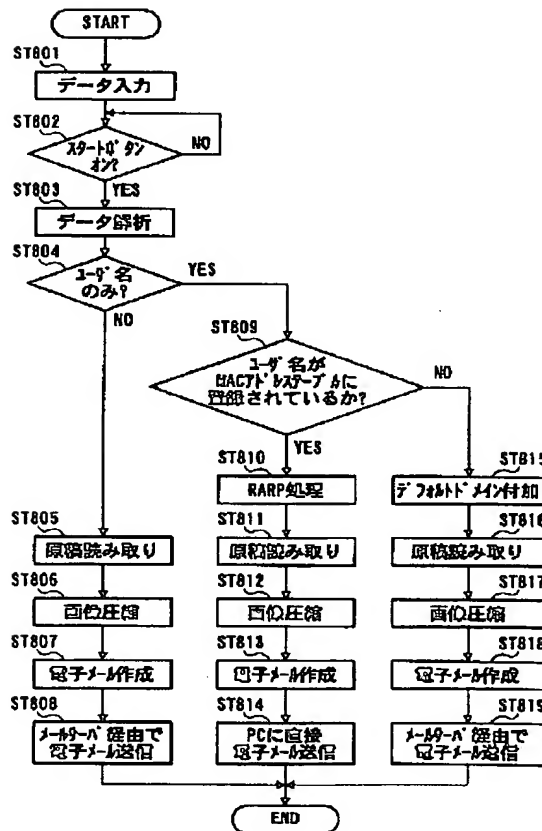 START
ST801
データ入力
ST802
スタートボタン
オン?
NO
YES
ST803
データ解析
ST804
ユーザ名
のみ?
YES
NO
ST809
ユーザ名が
MACアドレステーブルに
登録されているか?
NO
YES
ST810
RARP処理
ST815
デフォルトドメイン付加
ST805
原稿読み取り
ST811
原稿読み取り
ST816
原稿読み取り
ST806
画像圧縮
ST812
画像圧縮
ST817
画像圧縮
ST807
電子メール作成
ST813
電子メール作成
ST818
電子メール作成
ST808
メールサーバ経由で
電子メール送信
ST814
PCに直接
電子メール送信
ST819
メールサーバ経由で
電子メール送信
END